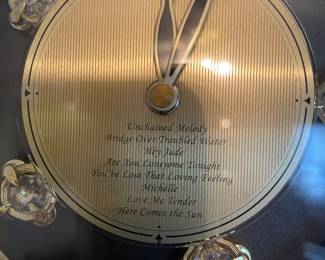 Unchained Melody
Bridge Over Troubled Water
Hey Jude
Are You Lonesome Tonight
You've Lost That Loving Feeling
Michelle
Love Me Tender
Here Comes the Sun